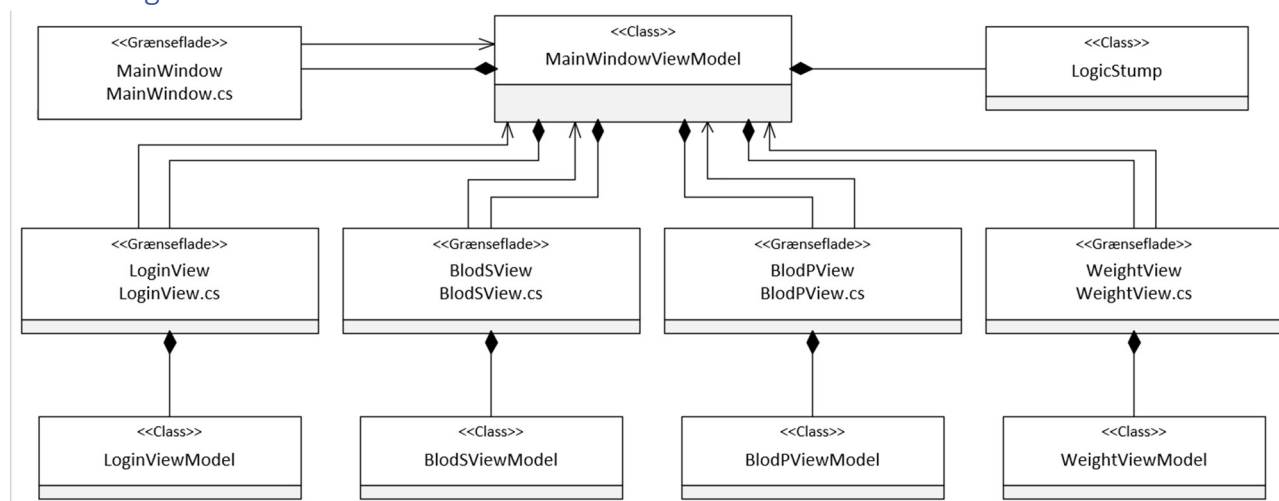 <<Grænseflade>>
MainWindow
MainWindow.cs
<<Class>>
MainWindowViewModel
<<Class>>
LogicStump
<<Grænseflade>>
LoginView
LoginView.cs
<<Grænseflade>>
BlodSView
BlodSView.cs
<<Grænseflade>>
BlodPView
BlodPView.cs
<<Grænseflade>>
WeightView
WeightView.cs
<<Class>>
LoginViewModel
<<Class>>
BlodSViewModel
<<Class>>
BlodPViewModel
<<Class>>
WeightViewModel